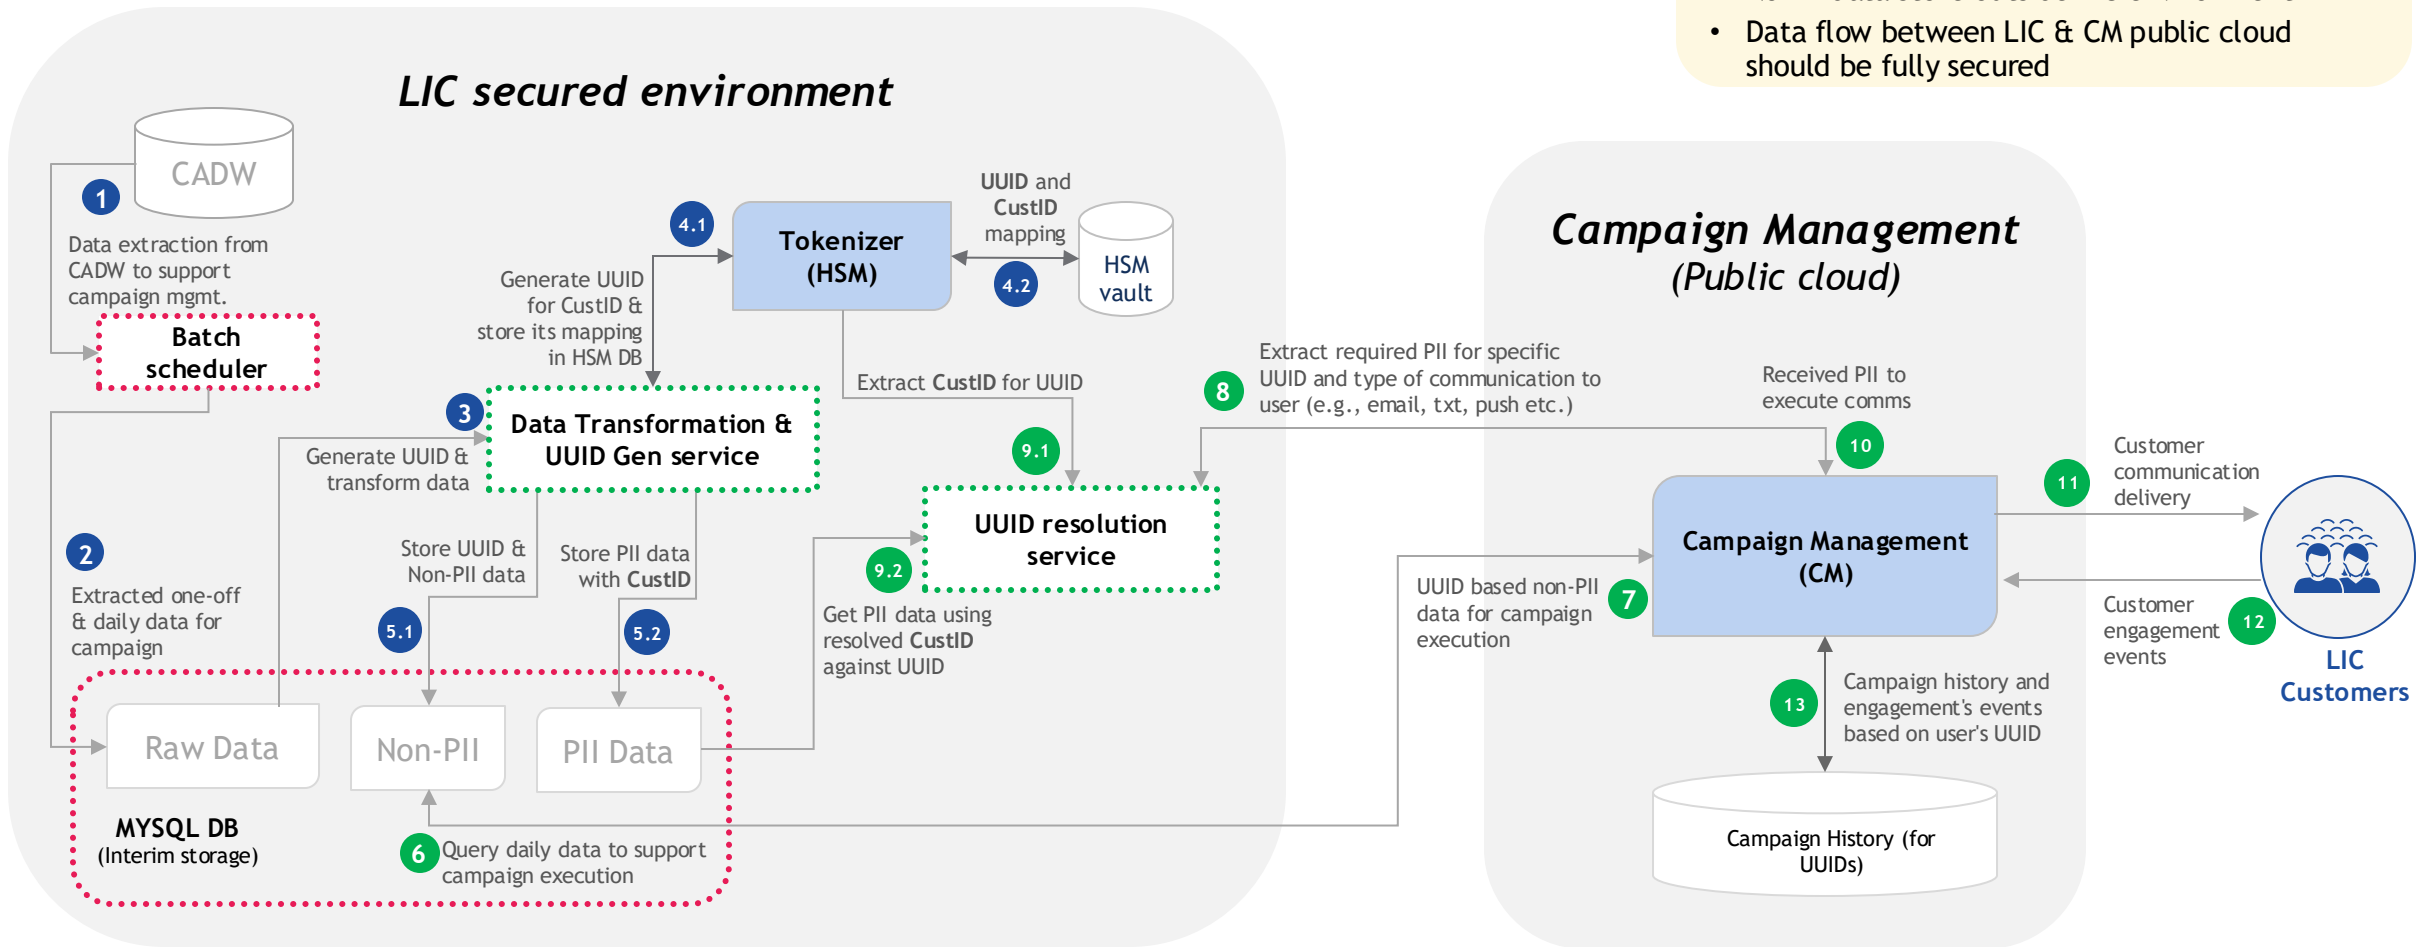 • Data flow between LIC & CM public cloud
should be fully secured
LIC secured environment
CADW
1
Data extraction from
CADW to support
campaign mgmt.
Batch
scheduler
2
Extracted one-off
& daily data for
campaign
3
Generate UUID &
transform data
4.1
Generate UUID
for CustID &
store its mapping
in HSM DB
Tokenizer
(HSM)
UUID and
CustID
mapping
4.2
HSM
vault
Data Transformation &
UUID Gen service
Extract CustID for UUID
9.1
Store UUID &
Non-PII data
5.1
Store PII data
with CustID
5.2
UUID resolution
service
9.2
Get PII data using
resolved CustID
against UUID
Raw Data
Non-PII
PII Data
MYSQL DB
(Interim storage)
6
Query daily data to support
campaign execution
Campaign Management
(Public cloud)
8
Extract required PII for specific
UUID and type of communication to
user (e.g., email, txt, push etc.)
Received PII to
execute comms
10
UUID based non-PII
data for campaign
execution
7
Campaign Management
(CM)
11
Customer
communication
delivery
Customer
engagement
events
12
LIC
Customers
13
Campaign history and
engagement's events
based on user's UUID
Campaign History (for
UUIDs)